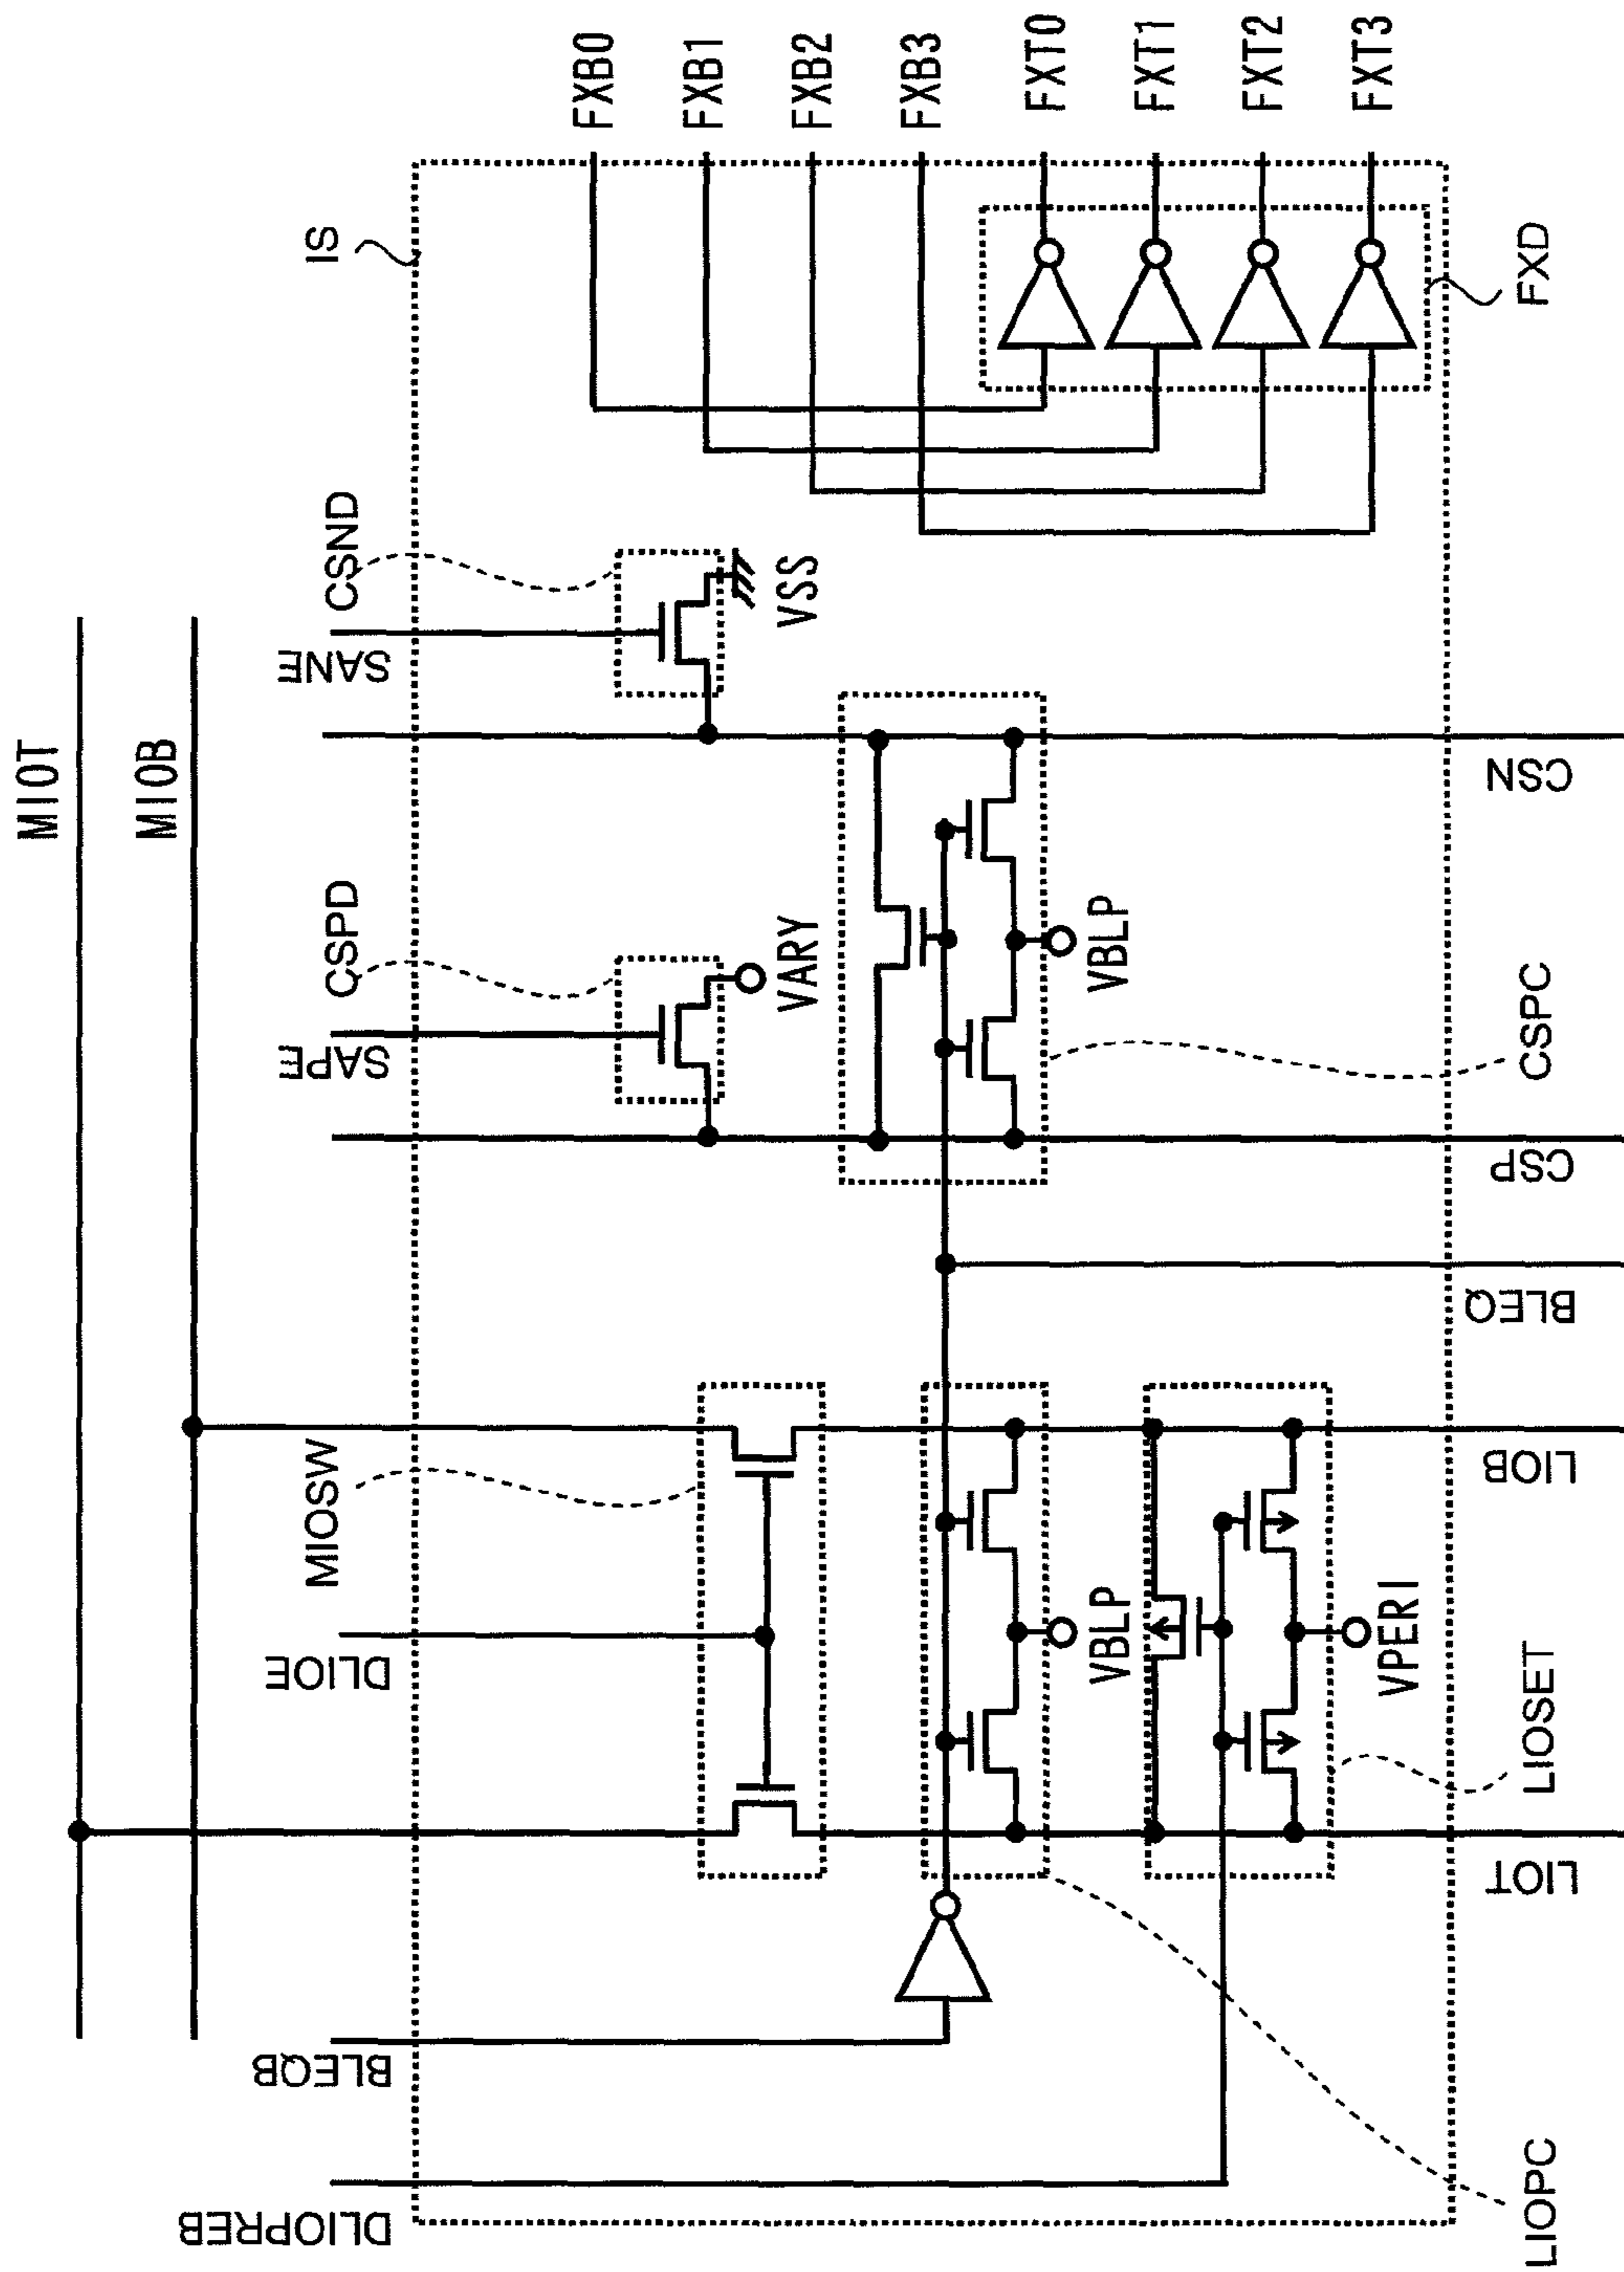 MIOT
MIOB
IS
FXB0
FXB1
FXB2
FXB3
FXT0
FXT1
FXT2
FXT3
FXD
CSND
SANE
VSS
CSPD
SAPE
VARY
VBLP
CSPC
CSN
CSP
BLEQ
MIOSW
DLIOE
VBLP
VPERI
LIOSET
LIOB
LIOT
BLEQB
DLIOPREB
LIOPC